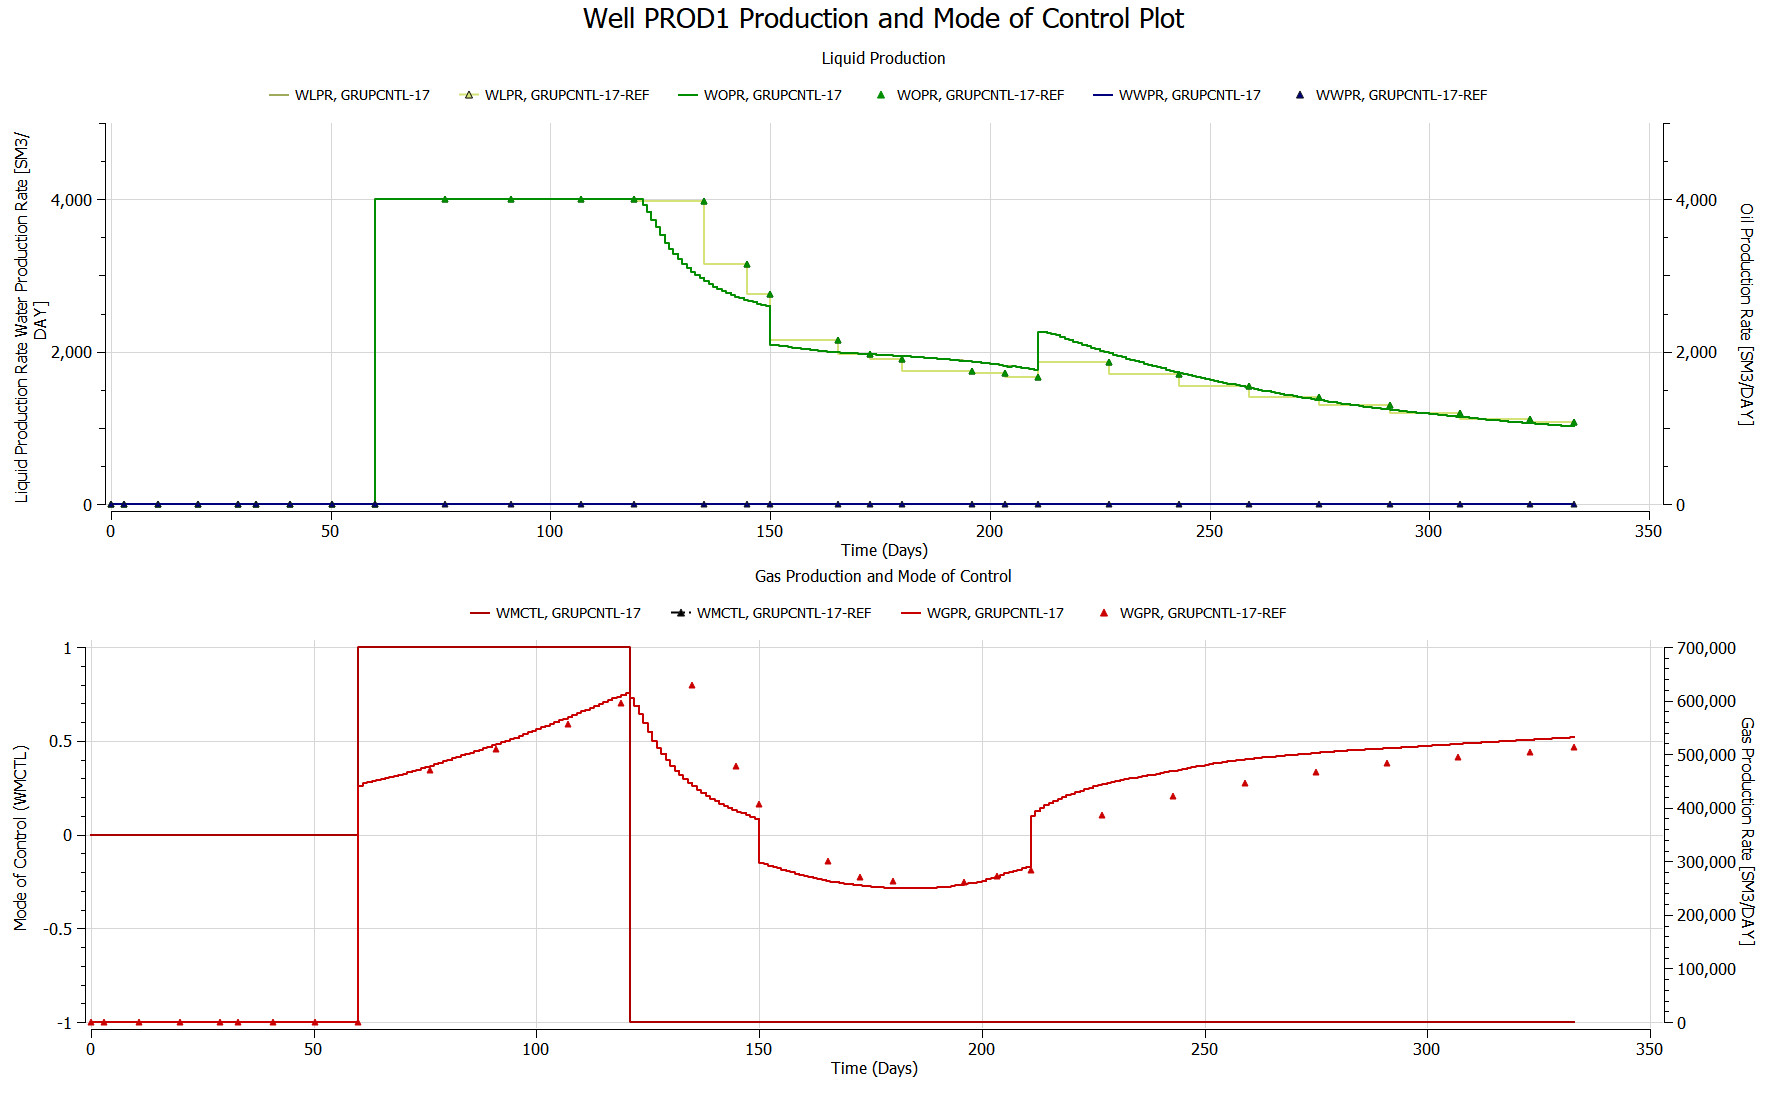 Well PROD1 Production and Mode of Control Plot
Liquid Production
WLPR, GRUPCNTL-17
WLPR, GRUPCNTL-17-REF
WOPR, GRUPCNTL-17
WOPR, GRUPCNTL-17-REF
WWPR, GRUPCNTL-17
WWPR, GRUPCNTL-17-REF
Liquid Production Rate Water Production Rate [SM3/
DAY]
4,000
2,000
0
4,000
2,000
0
Oil Production Rate [SM3/DAY]
0
50
100
150
200
250
300
350
Time (Days)
Gas Production and Mode of Control
WMCTL, GRUPCNTL-17
WMCTL, GRUPCNTL-17-REF
WGPR, GRUPCNTL-17
WGPR, GRUPCNTL-17-REF
Mode of Control (WMCTL)
1
0.5
0
-0.5
-1
700,000
600,000
500,000
400,000
300,000
200,000
100,000
0
Gas Production Rate [SM3/DAY]
0
50
100
150
200
250
300
350
Time (Days)